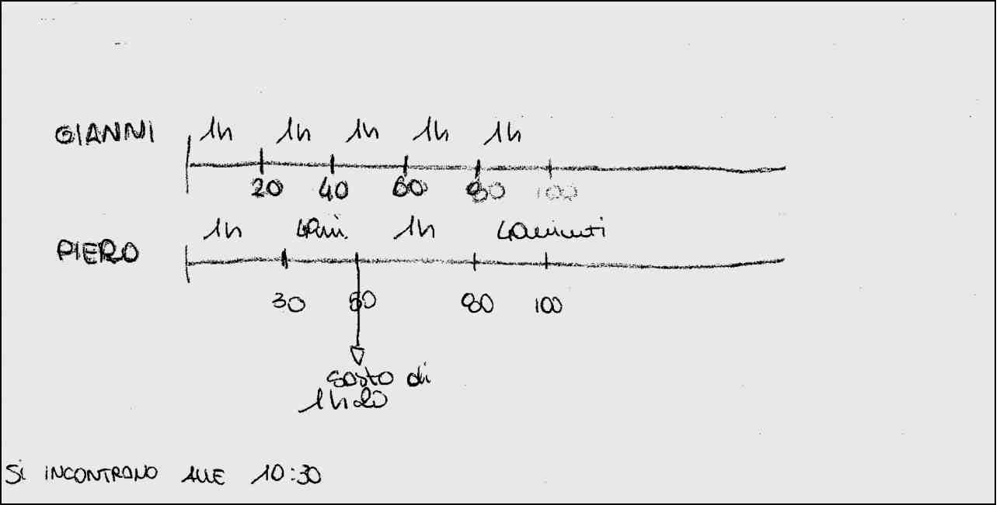 GIANNI 1h 1h 1h 1h 1h
20 40 60 80 100
PIERO 1h 40min. 1h 40minuti
30 50 80 100
sosta di
1h20
SI INCONTRANO ALLE 10:30